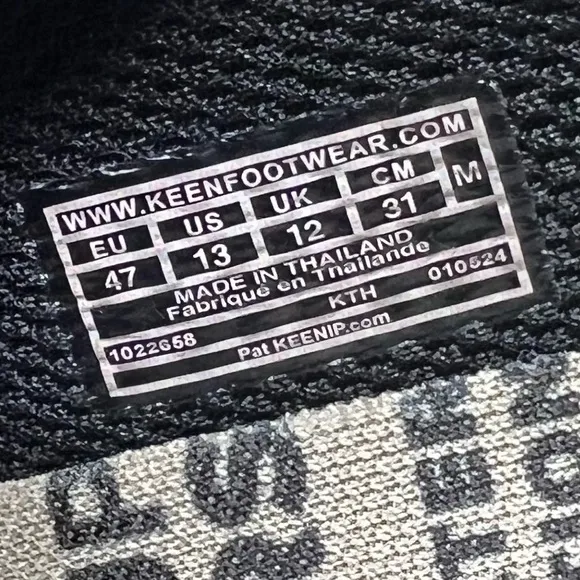 WWW.KEENFOOTWEAR.COM
EU US UK CM M
47 13 12 31
MADE IN THAILAND
Fabriqué en Thaïlande
1022658 KTH 010524
Pat KEENIP.com